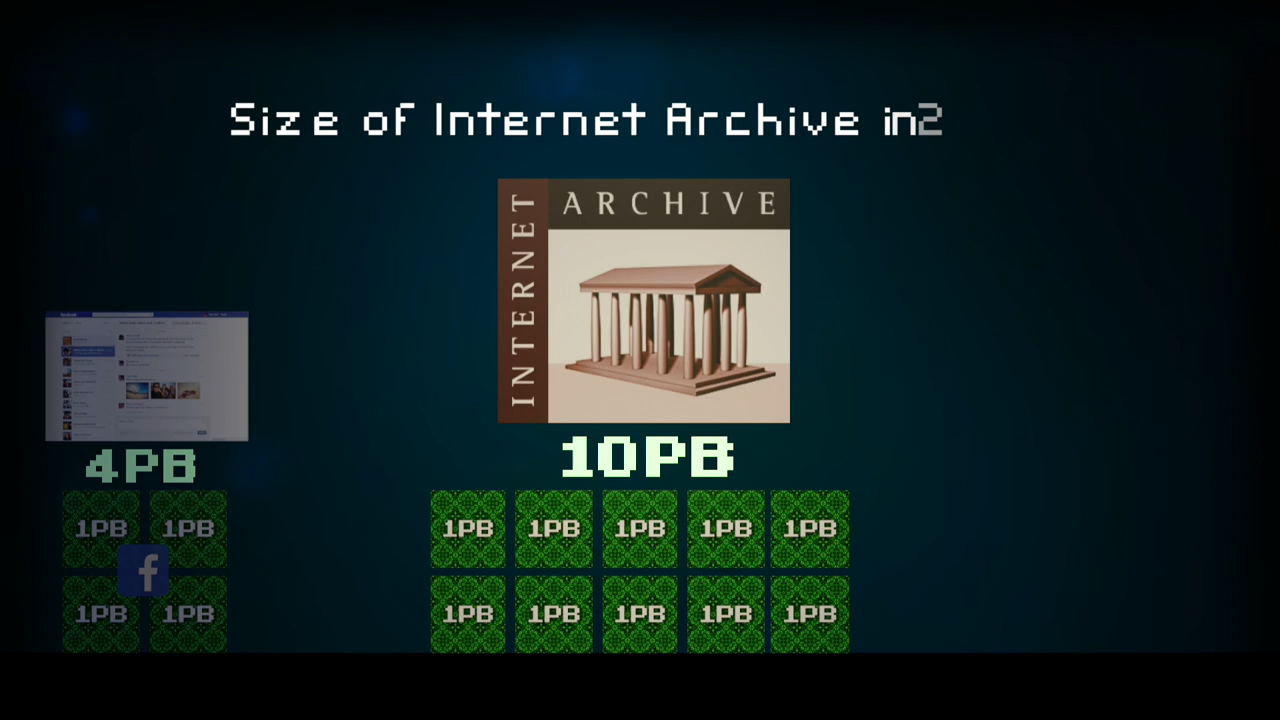 Size of Internet Archive in2
INTERNET
ARCHIVE
facebook
4PB
10PB
1PB 1PB
1PB 1PB 1PB 1PB 1PB
f
1PB 1PB
1PB 1PB 1PB 1PB 1PB